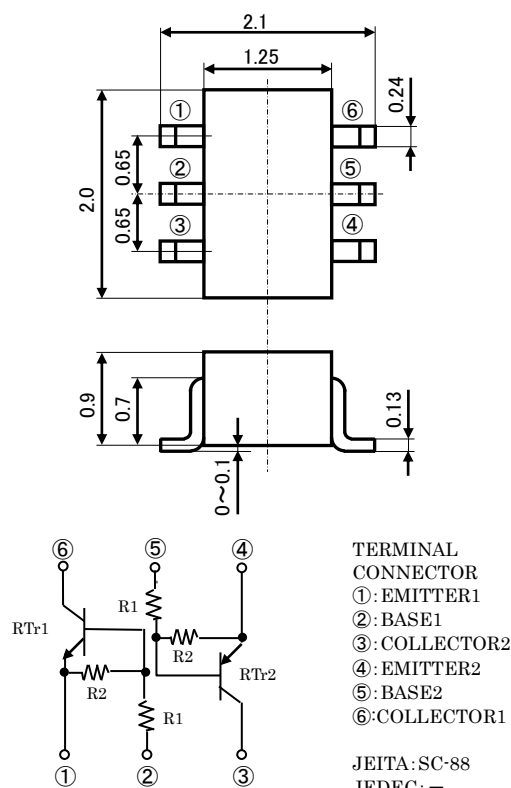 2.1
1.25
①
⑥
0.24
0.65
②
⑤
2.0
0.65
③
④
0.9
0.7
0.13
0～0.1
⑥
⑤
④
R1
RTr1
R2
RTr2
R2
R1
①
②
③
TERMINAL
CONNECTOR
①:EMITTER1
②:BASE1
③:COLLECTOR2
④:EMITTER2
⑤:BASE2
⑥:COLLECTOR1
JEITA:SC-88
JEDEC:－